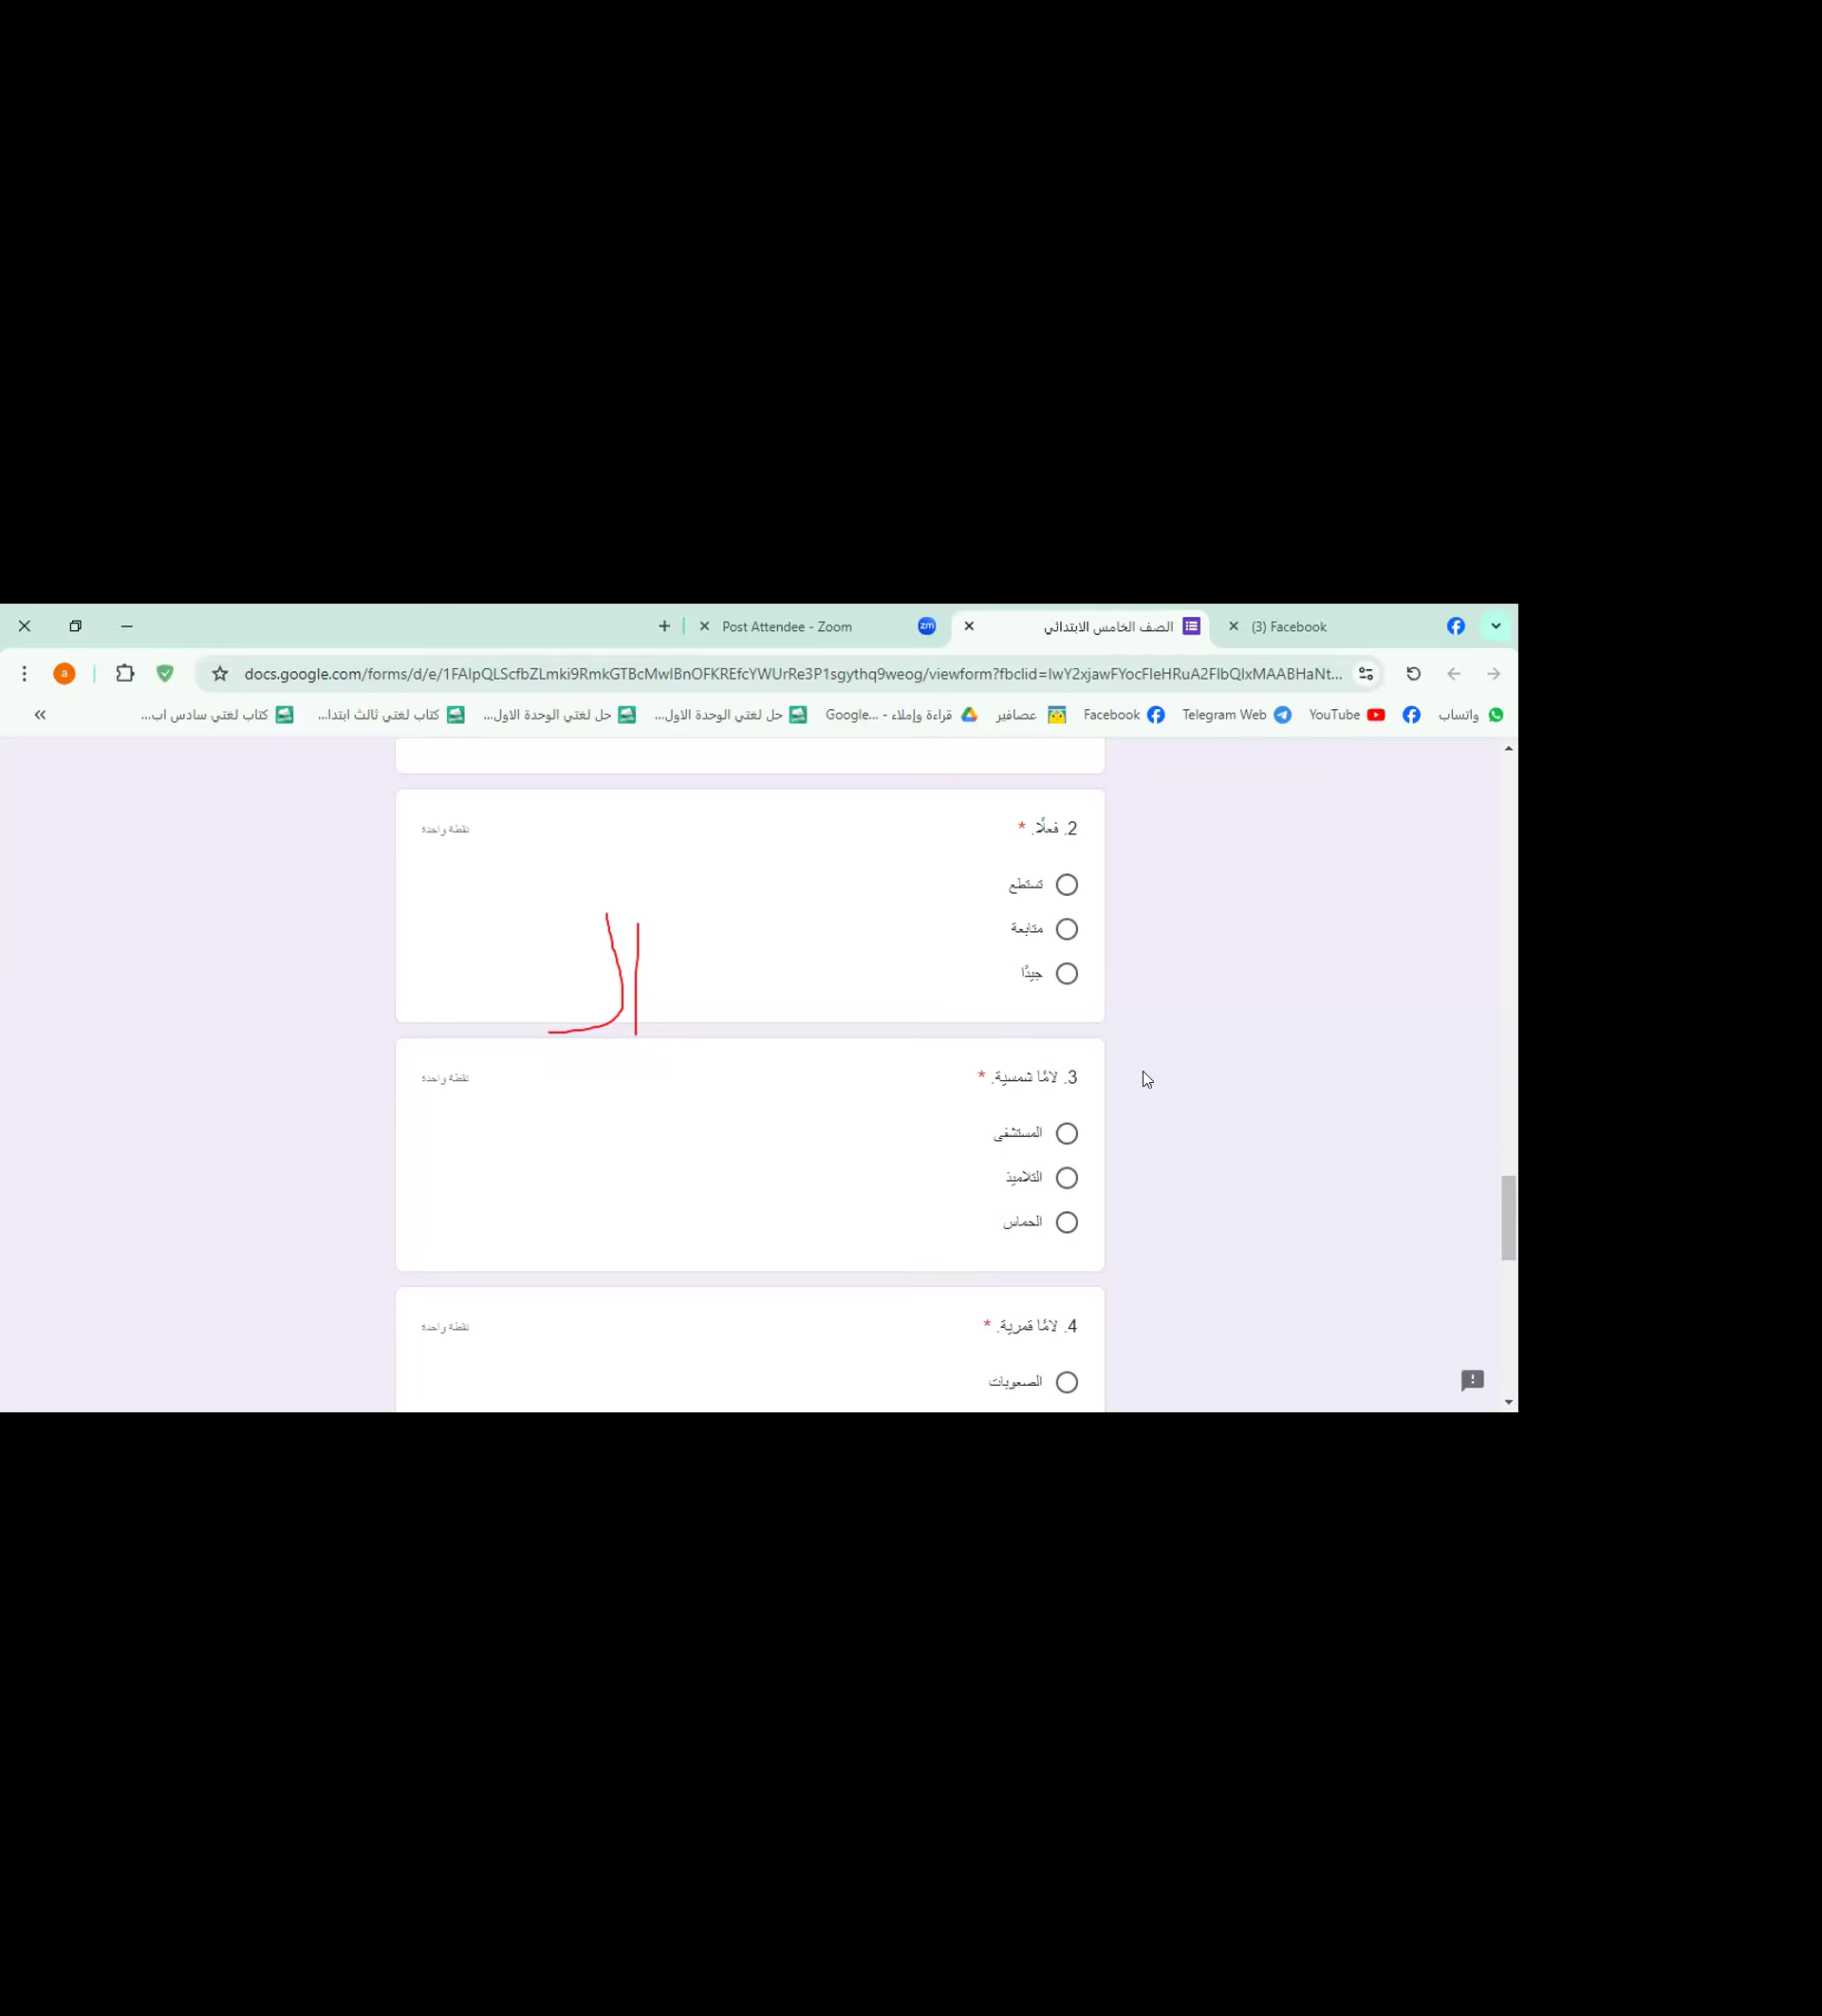 (3) Facebook
الصف الخامس الابتدائي
Post Attendee - Zoom
docs.google.com/forms/d/e/1FAIpQLScfbZLmki9RmkGTBcMwIBnOFKREfcYWUrRe3P1sgythq9weog/viewform?fbclid=IwY2xjawFYocFleHRuA2FlbQIxMAABHaNt...
a
واتساب
YouTube
Telegram Web
Facebook
عصافير
قراءة وإملاء - Google...
حل لغتي الوحدة الاول...
حل لغتي الوحدة الاول...
كتاب لغتي ثالث ابتدا...
كتاب لغتي سادس اب...
2. فعلًا. *
نقطة واحدة
تستطع
متابعة
جيدًا
ال
3. لامًا شمسية. *
نقطة واحدة
المستشفى
التلاميذ
الحماس
4. لامًا قمرية. *
نقطة واحدة
الصعوبات